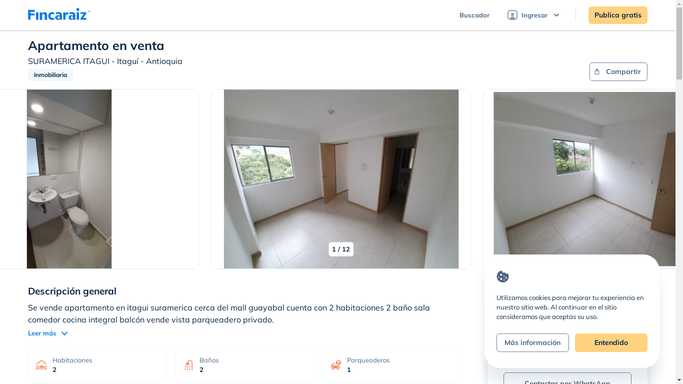 Fincaraiz
Buscador
Ingresar
Publica gratis
Apartamento en venta
SURAMERICA ITAGUI - Itaguí - Antioquia
Inmobiliaria
Compartir
1 / 12
Descripción general
Se vende apartamento en itagui suramerica cerca del mall guayabal cuenta con 2 habitaciones 2 baño sala
comedor cocina integral balcón vende vista parqueadero privado.
Leer más
Habitaciones
2
Baños
2
Parqueaderos
1
Utilizamos cookies para mejorar tu experiencia en
nuestro sitio web. Al continuar en el sitio
consideramos que aceptas su uso.
Más información
Entendido
Contactar por WhatsApp